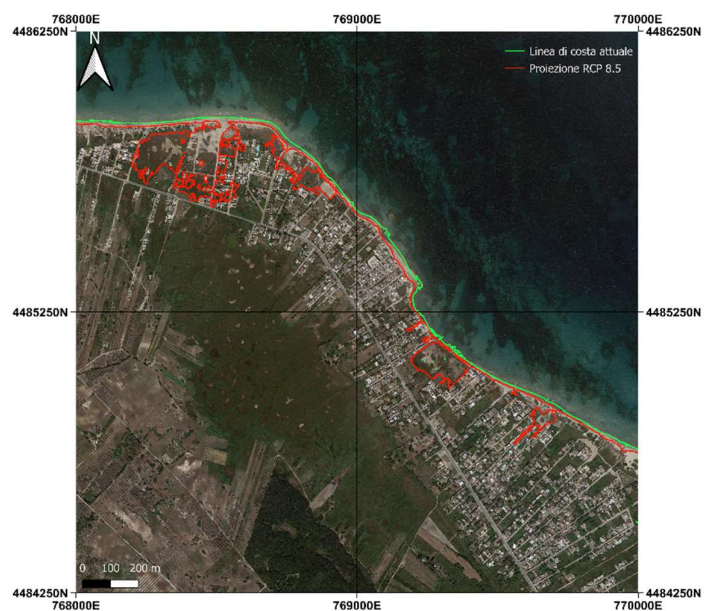 768000E 769000E 770000E
4486250N 4486250N
N
Linea di costa attuale
Proiezione RCP 8.5
4485250N 4485250N
0 100 200 m
4484250N 4484250N
768000E 769000E 770000E